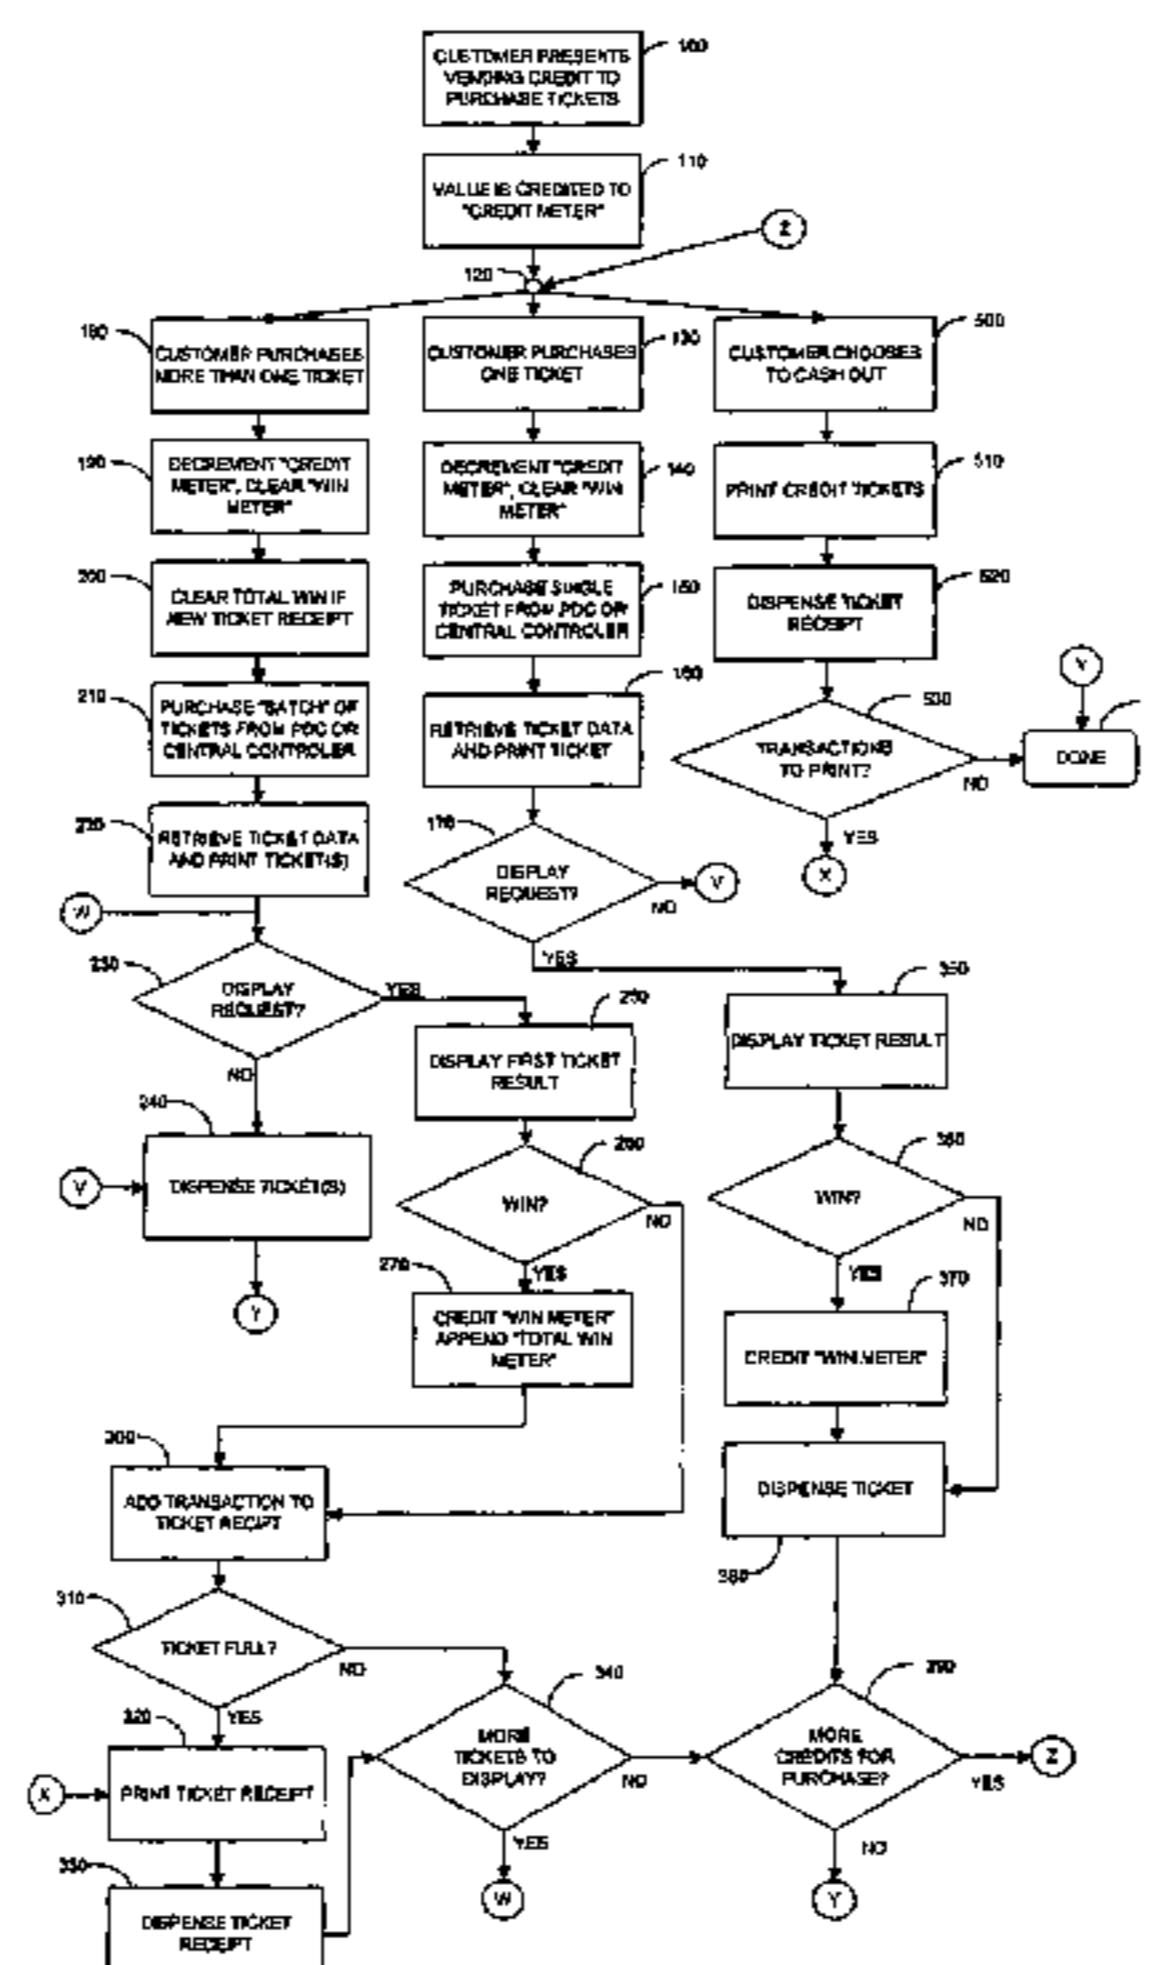 CUSTOMER PRESENTS
VENDING CREDIT TO
PURCHASE TICKETS
100
VALUE IS CREDITED TO
"CREDIT METER"
110
Z
120
180
CUSTOMER PURCHASES
MORE THAN ONE TICKET
CUSTOMER PURCHASES
ONE TICKET
130
CUSTOMER CHOOSES
TO CASH OUT
500
190
DECREMENT "CREDIT
METER", CLEAR "WIN
METER"
DECREMENT "CREDIT
METER", CLEAR "WIN
METER"
140
PRINT CREDIT TICKETS
510
200
CLEAR TOTAL WIN IF
NEW TICKET RECEIPT
PURCHASE SINGLE
TICKET FROM PDC OR
CENTRAL CONTROLER
150
DISPENSE TICKET
RECEIPT
520
210
PURCHASE "BATCH" OF
TICKETS FROM PDC OR
CENTRAL CONTROLER
RETRIEVE TICKET DATA
AND PRINT TICKET
160
TRANSACTIONS
TO PRINT?
530
NO
YES
X
Y
DONE
220
RETRIEVE TICKET DATA
AND PRINT TICKET(S)
170
DISPLAY
REQUEST?
NO
V
YES
W
230
DISPLAY
REQUEST?
YES
NO
250
DISPLAY FIRST TICKET
RESULT
350
DISPLAY TICKET RESULT
240
DISPENSE TICKET(S)
V
Y
260
WIN?
NO
YES
360
WIN?
NO
YES
270
CREDIT "WIN METER"
APPEND "TOTAL WIN
METER"
370
CREDIT "WIN METER"
300
ADD TRANSACTION TO
TICKET RECIPT
DISPENSE TICKET
380
310
TICKET FULL?
NO
YES
340
MORE
TICKETS TO
DISPLAY?
NO
YES
W
390
MORE
CREDITS FOR
PURCHASE?
YES
Z
NO
Y
320
X
PRINT TICKET RECEIPT
330
DISPENSE TICKET
RECEIPT